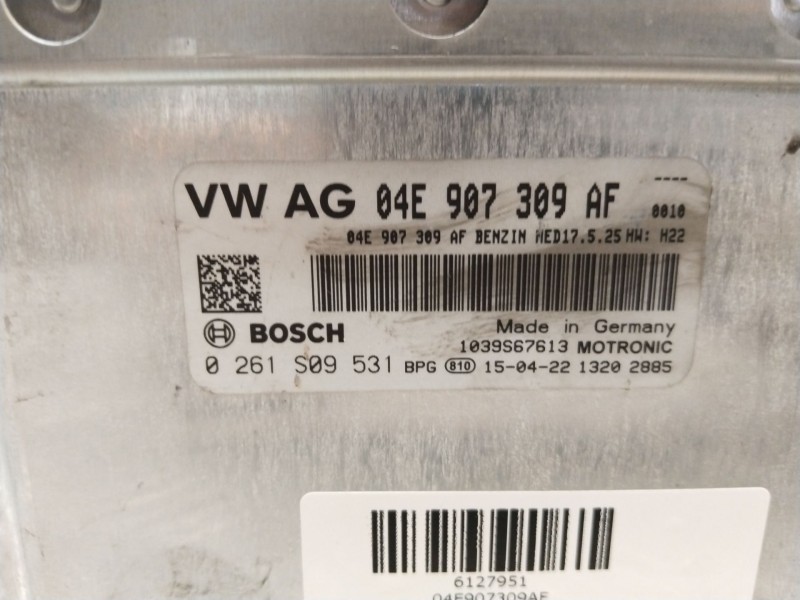 VW AG 04E 907 309 AF ----
0010
04E 907 309 AF BENZIN MED17.5.25 HW: H22
BOSCH
Made in Germany
1039S67613 MOTRONIC
0 261 S09 531 BPG 810 15-04-22 1320 2885
6127951
04E907309AF